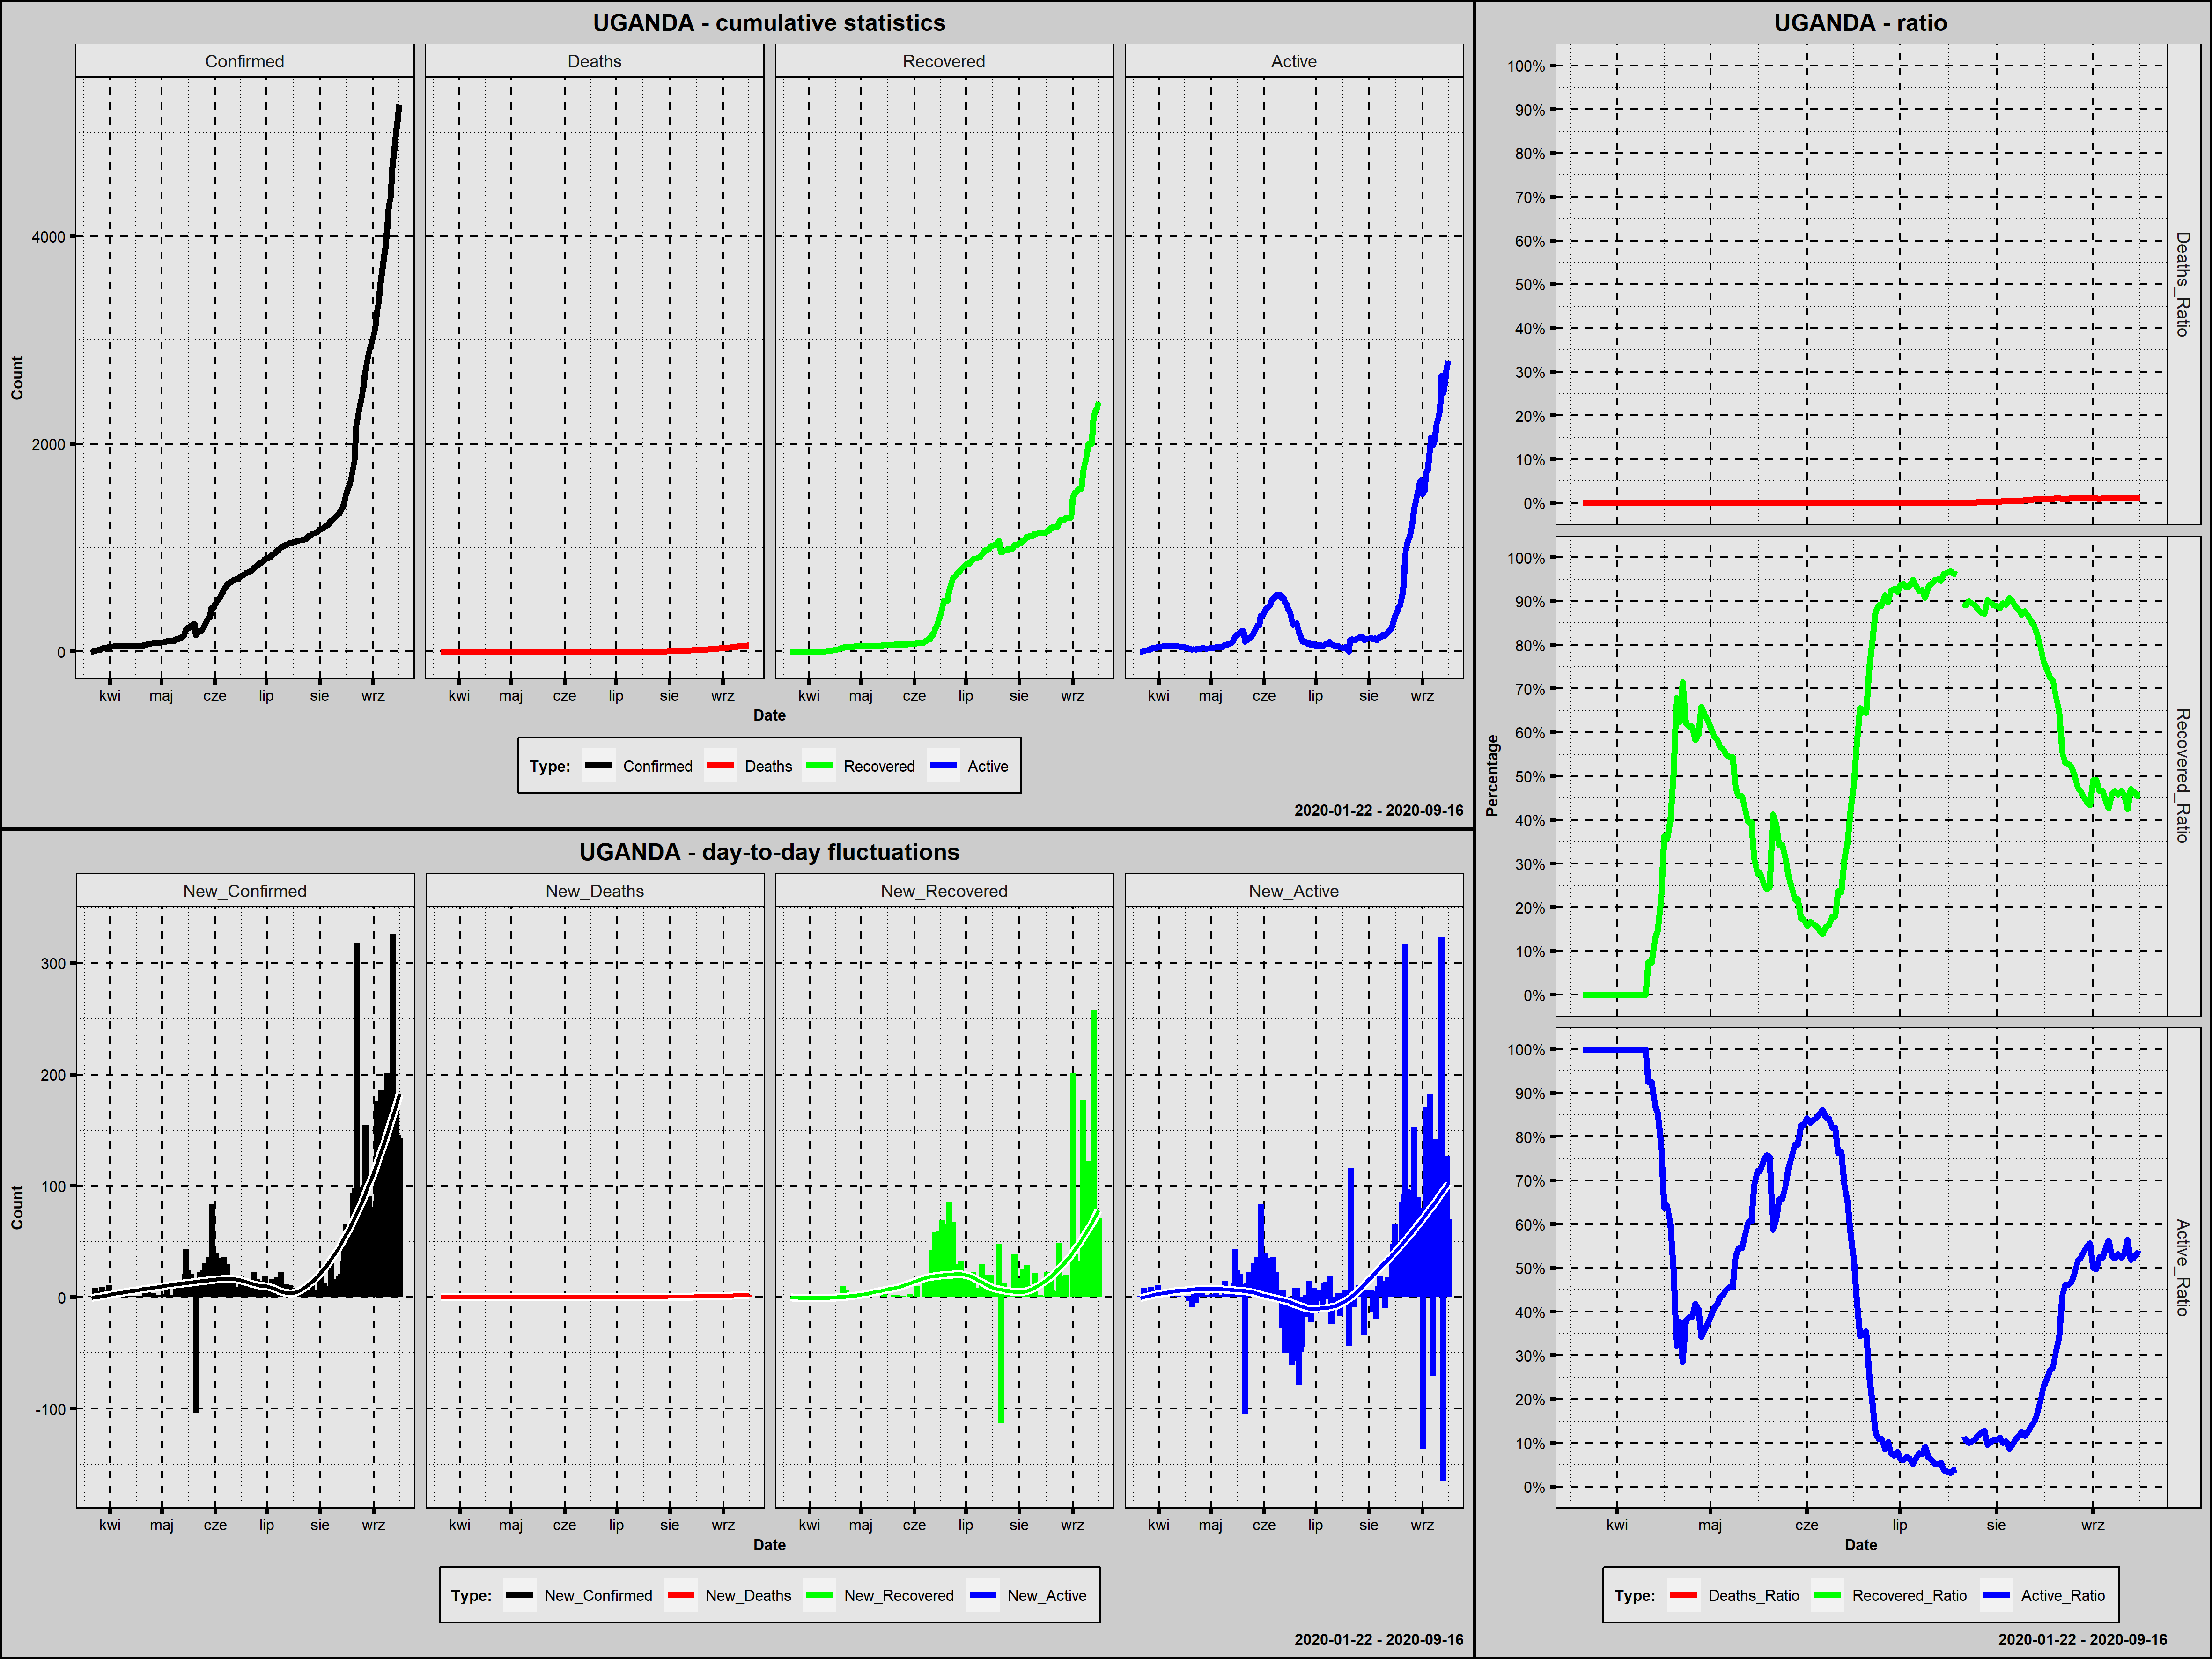 UGANDA - cumulative statistics
Confirmed Deaths Recovered Active
Count
4000
2000
0
kwi maj cze lip sie wrz kwi maj cze lip sie wrz kwi maj cze lip sie wrz kwi maj cze lip sie wrz
Date
Type: Confirmed Deaths Recovered Active
2020-01-22 - 2020-09-16
UGANDA - day-to-day fluctuations
New_Confirmed New_Deaths New_Recovered New_Active
Count
300
200
100
0
-100
kwi maj cze lip sie wrz kwi maj cze lip sie wrz kwi maj cze lip sie wrz kwi maj cze lip sie wrz
Date
Type: New_Confirmed New_Deaths New_Recovered New_Active
2020-01-22 - 2020-09-16
UGANDA - ratio
Percentage
100%
90%
80%
70%
60%
50%
40%
30%
20%
10%
0%
Deaths_Ratio
100%
90%
80%
70%
60%
50%
40%
30%
20%
10%
0%
Recovered_Ratio
100%
90%
80%
70%
60%
50%
40%
30%
20%
10%
0%
Active_Ratio
kwi maj cze lip sie wrz
Date
Type: Deaths_Ratio Recovered_Ratio Active_Ratio
2020-01-22 - 2020-09-16